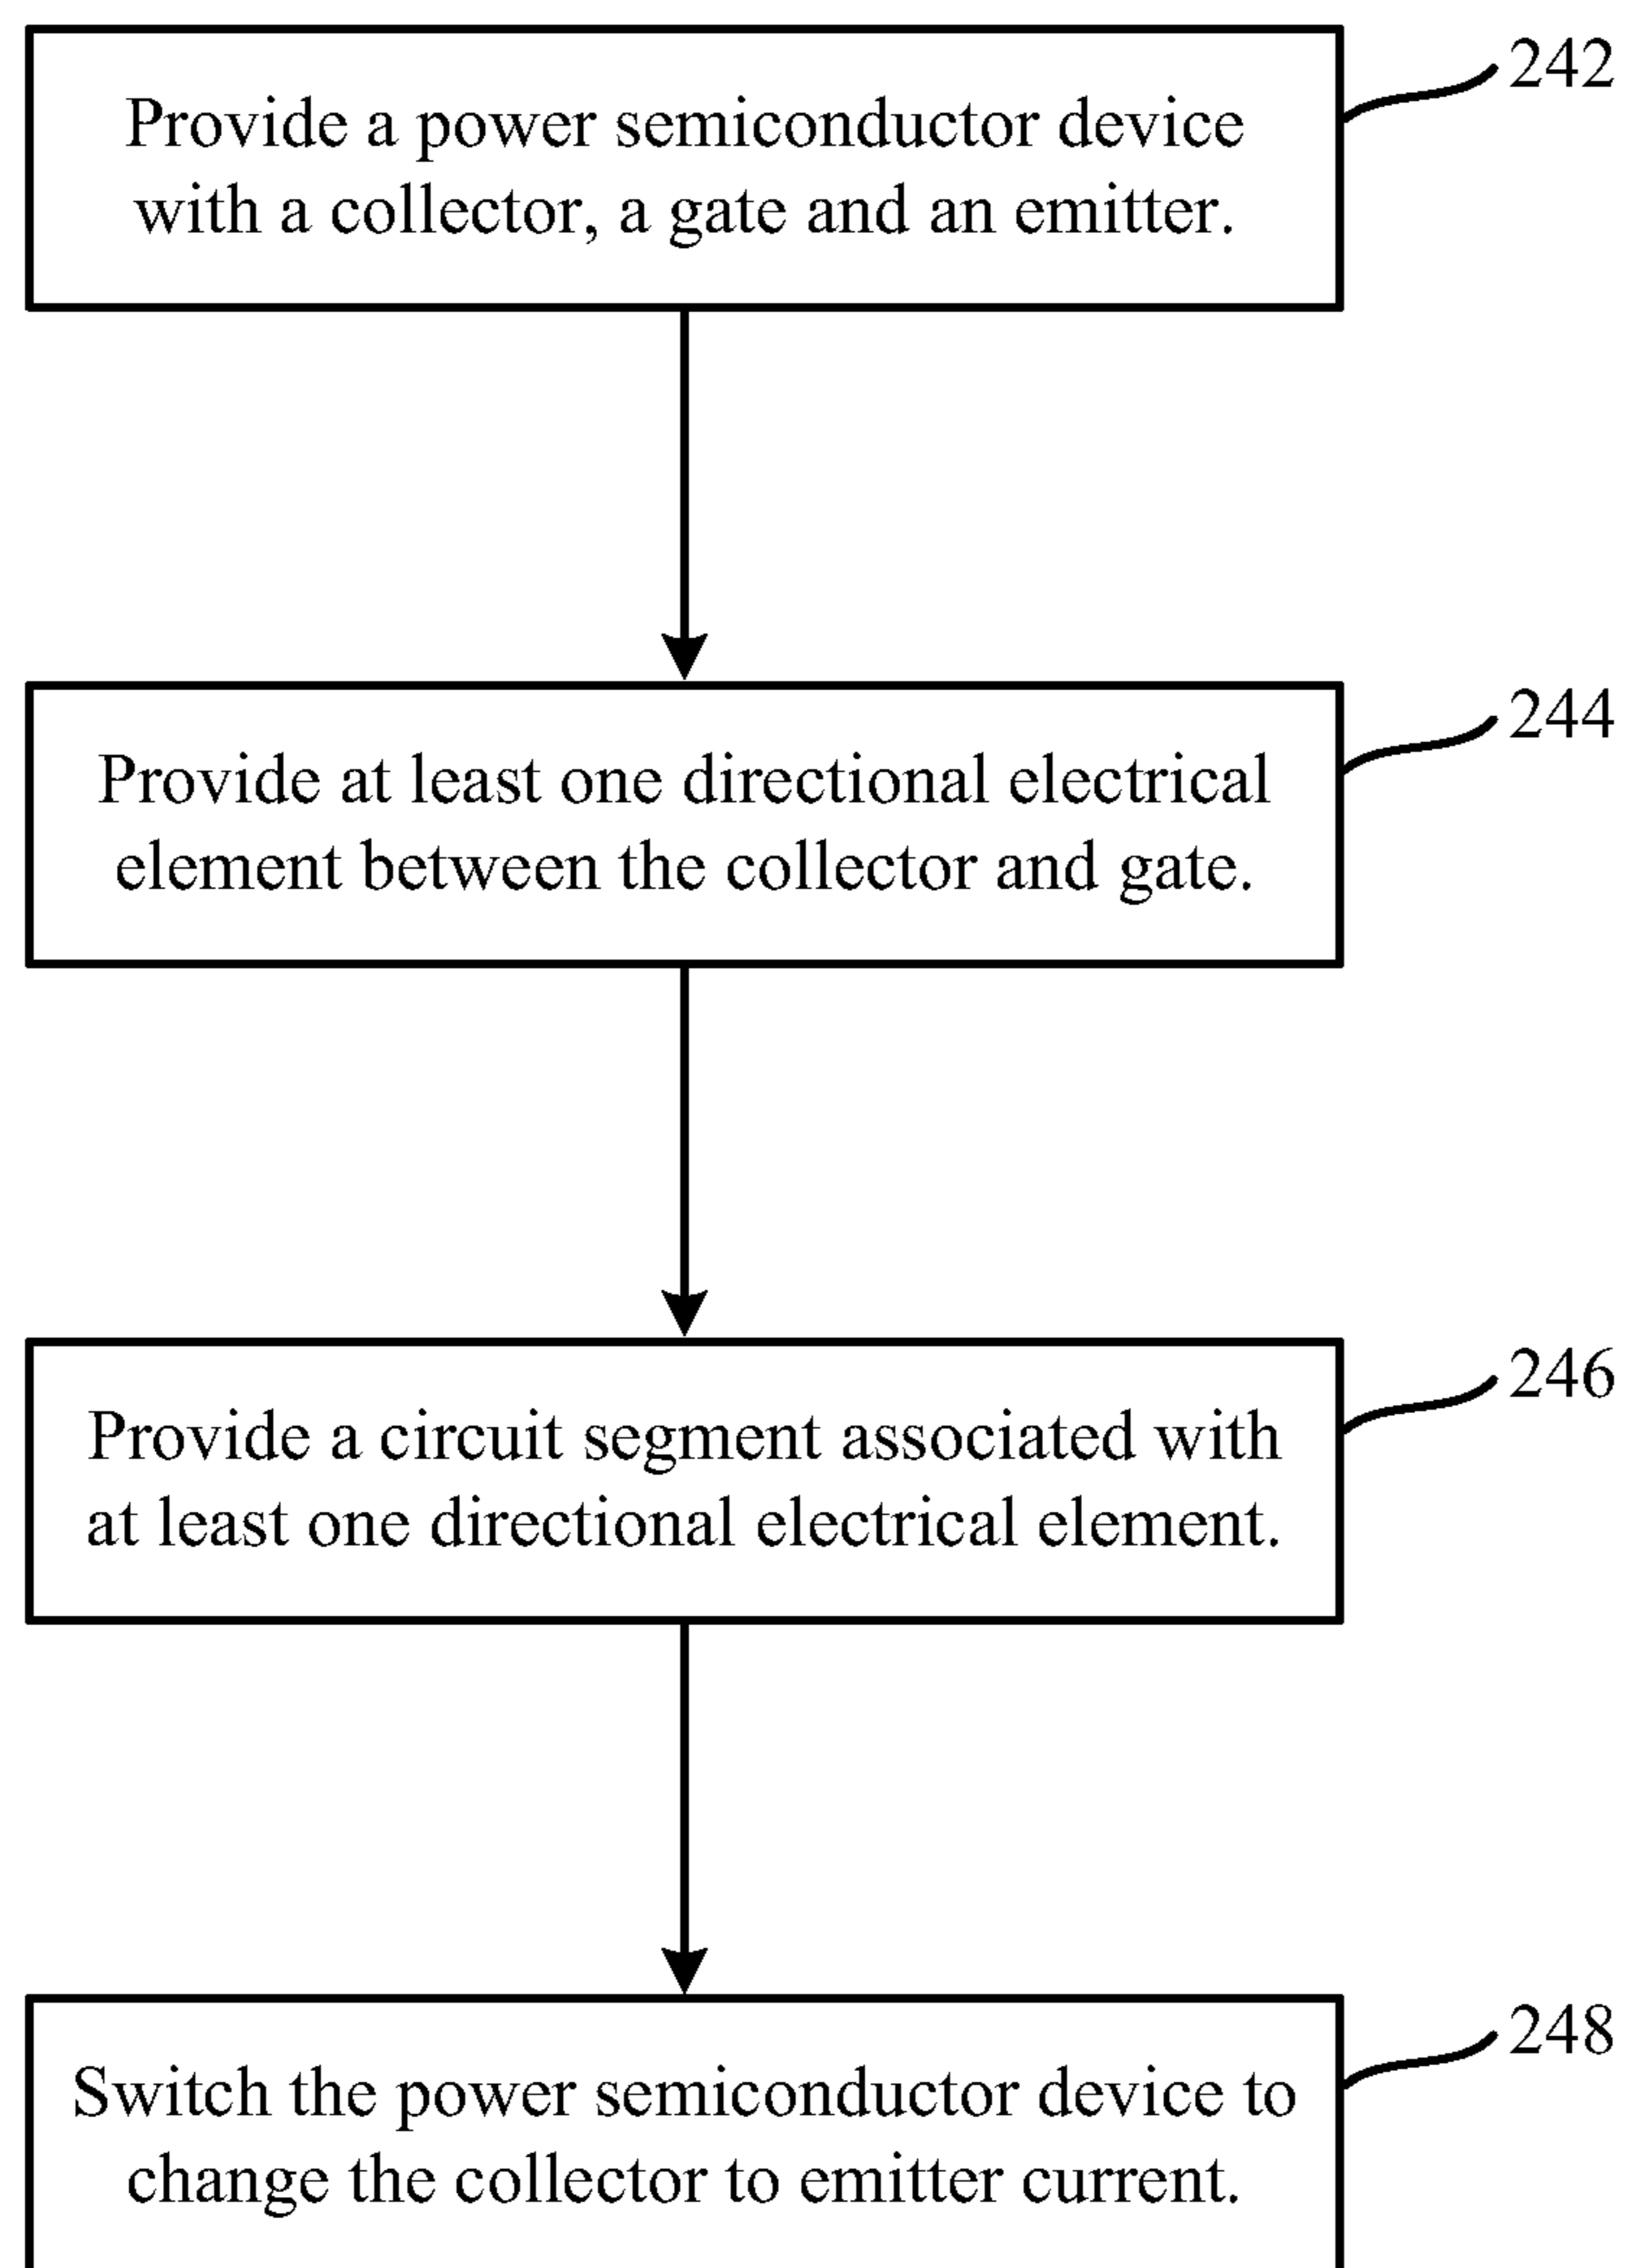 242
Provide a power semiconductor device
with a collector, a gate and an emitter.
244
Provide at least one directional electrical
element between the collector and gate.
246
Provide a circuit segment associated with
at least one directional electrical element.
248
Switch the power semiconductor device to
change the collector to emitter current.